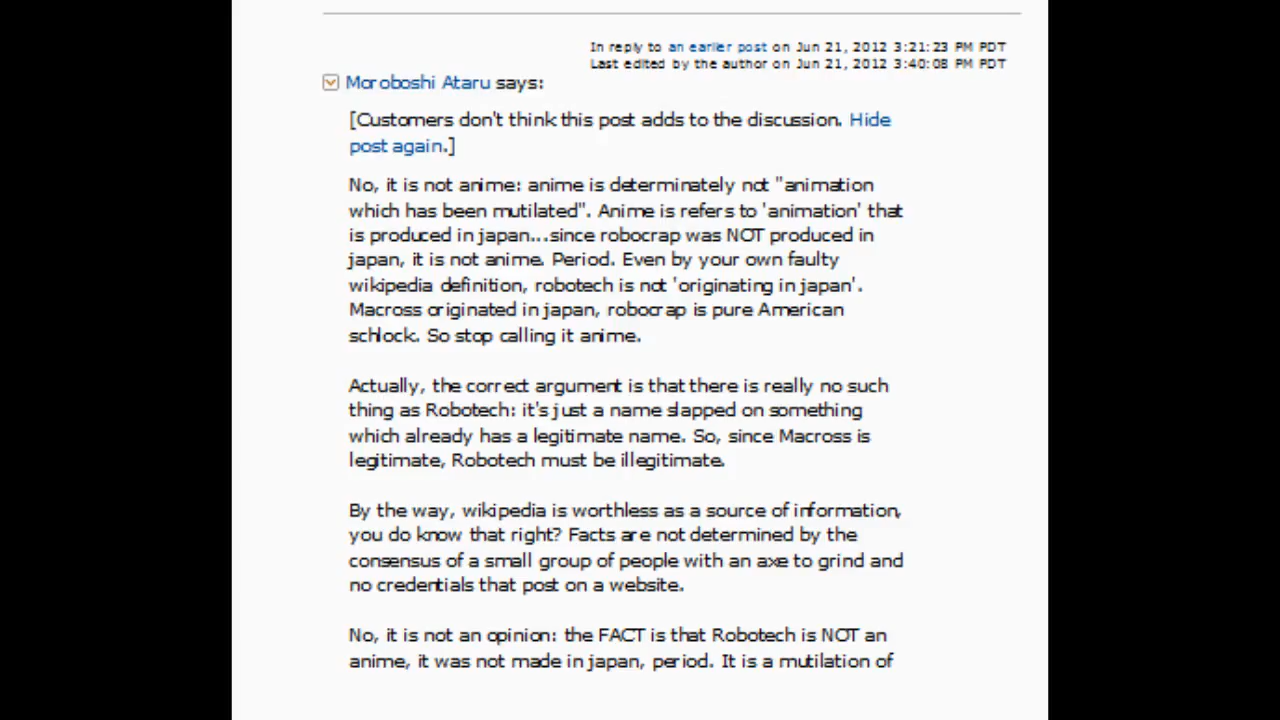 In reply to an earlier post on Jun 21, 2012 3:21:23 PM PDT
Last edited by the author on Jun 21, 2012 3:40:08 PM PDT
Moroboshi Ataru says:
[Customers don't think this post adds to the discussion. Hide
post again.]
No, it is not anime: anime is determinately not "animation
which has been mutilated". Anime is refers to 'animation' that
is produced in japan...since robocrap was NOT produced in
japan, it is not anime. Period. Even by your own faulty
wikipedia definition, robotech is not 'originating in japan'.
Macross originated in japan, robocrap is pure American
schlock. So stop calling it anime.
Actually, the correct argument is that there is really no such
thing as Robotech: it's just a name slapped on something
which already has a legitimate name. So, since Macross is
legitimate, Robotech must be illegitimate.
By the way, wikipedia is worthless as a source of information,
you do know that right? Facts are not determined by the
consensus of a small group of people with an axe to grind and
no credentials that post on a website.
No, it is not an opinion: the FACT is that Robotech is NOT an
anime, it was not made in japan, period. It is a mutilation of